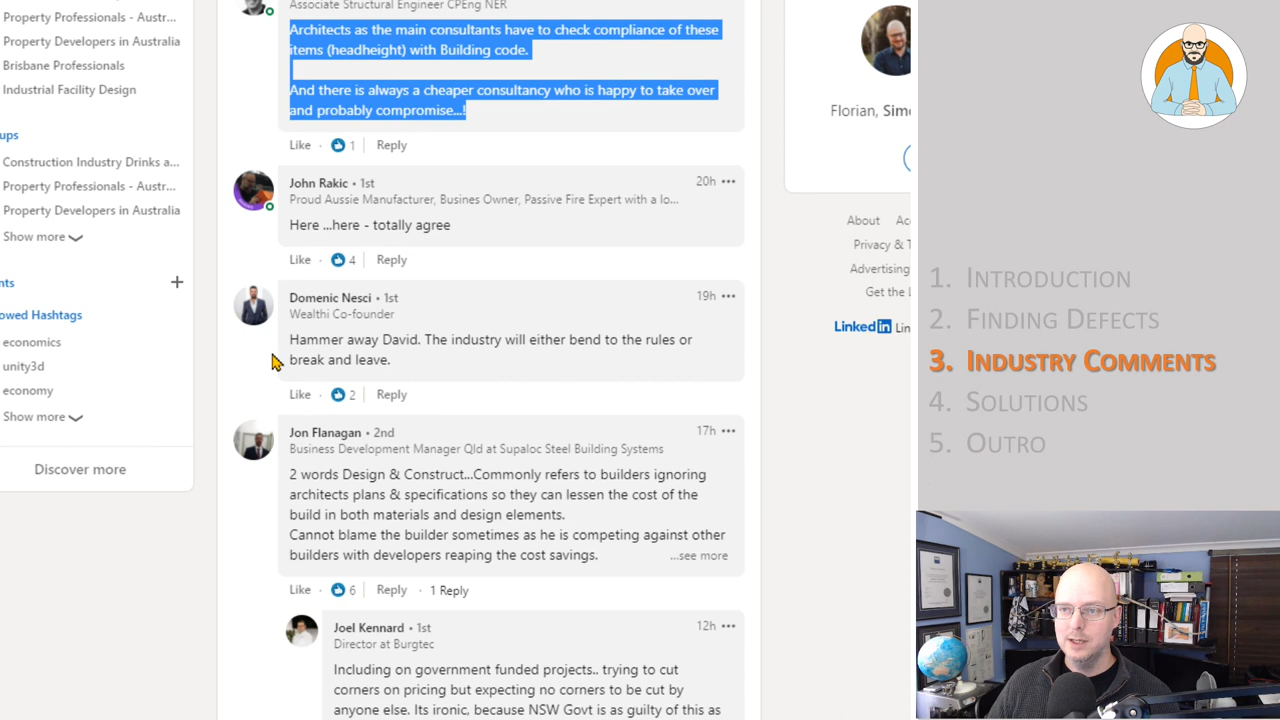 Property Professionals - Austr...
Property Developers in Australia
Brisbane Professionals
Industrial Facility Design
ups
Construction Industry Drinks a...
Property Professionals - Austr...
Property Developers in Australia
Show more
nts
+
owed Hashtags
economics
unity3d
economy
Show more
Discover more
Associate Structural Engineer CPEng NER
Architects as the main consultants have to check compliance of these
items (headheight) with Building code.
And there is always a cheaper consultancy who is happy to take over
and probably compromise...!
Like · 1 Reply
John Rakic • 1st 20h •••
Proud Aussie Manufacturer, Busines Owner, Passive Fire Expert with a lo...
Here ...here - totally agree
Like · 4 Reply
Domenic Nesci • 1st 19h •••
Wealthi Co-founder
Hammer away David. The industry will either bend to the rules or
break and leave.
Like · 2 Reply
Jon Flanagan • 2nd 17h •••
Business Development Manager Qld at Supaloc Steel Building Systems
2 words Design & Construct...Commonly refers to builders ignoring
architects plans & specifications so they can lessen the cost of the
build in both materials and design elements.
Cannot blame the builder sometimes as he is competing against other
builders with developers reaping the cost savings. ...see more
Like · 6 Reply · 1 Reply
Joel Kennard • 1st 12h •••
Director at Burgtec
Including on government funded projects.. trying to cut
corners on pricing but expecting no corners to be cut by
anyone else. Its ironic, because NSW Govt is as guilty of this as
Florian, Sim
About Ac
Privacy & T
Advertising
Get the L
Linked in Lin
1. Introduction
2. Finding Defects
3. Industry Comments
4. Solutions
5. Outro